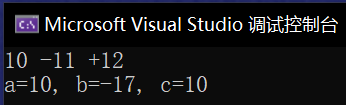 Microsoft Visual Studio 调试控制台
10 -11 +12
a=10, b=-17, c=10